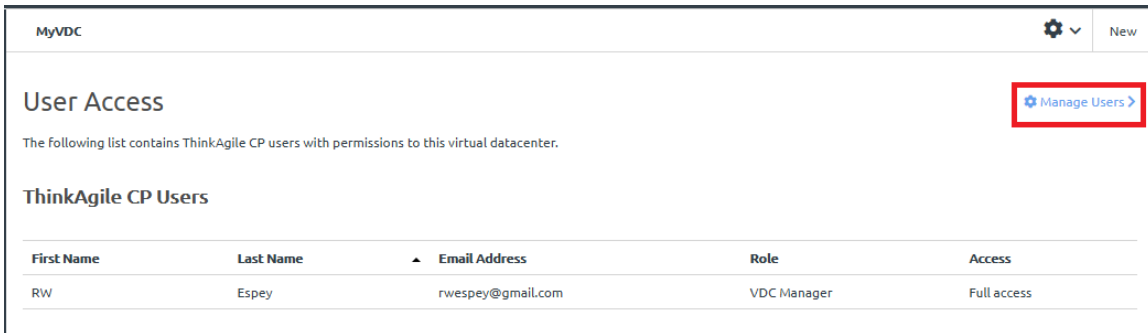 MyVDC
New
User Access
Manage Users
The following list contains ThinkAgile CP users with permissions to this virtual datacenter.
ThinkAgile CP Users
First Name Last Name Email Address Role Access
RW Espey rwespey@gmail.com VDC Manager Full access